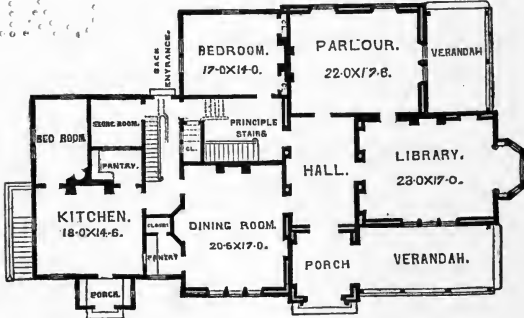 BEDROOM.
17-0X14-0.
PARLOUR.
22.0X17.6.
VERANDAH
BACK
ENTRANCE.
BED ROOM
STORE ROOM.
PANTRY.
CL.
PRINCIPLE
STAIRS
HALL.
LIBRARY.
23-0X17-0.
KITCHEN.
18-0X14-6.
CLOSET
PANTRY
DINING ROOM.
20-6X17-0.
PORCH
VERANDAH.
PORCH.